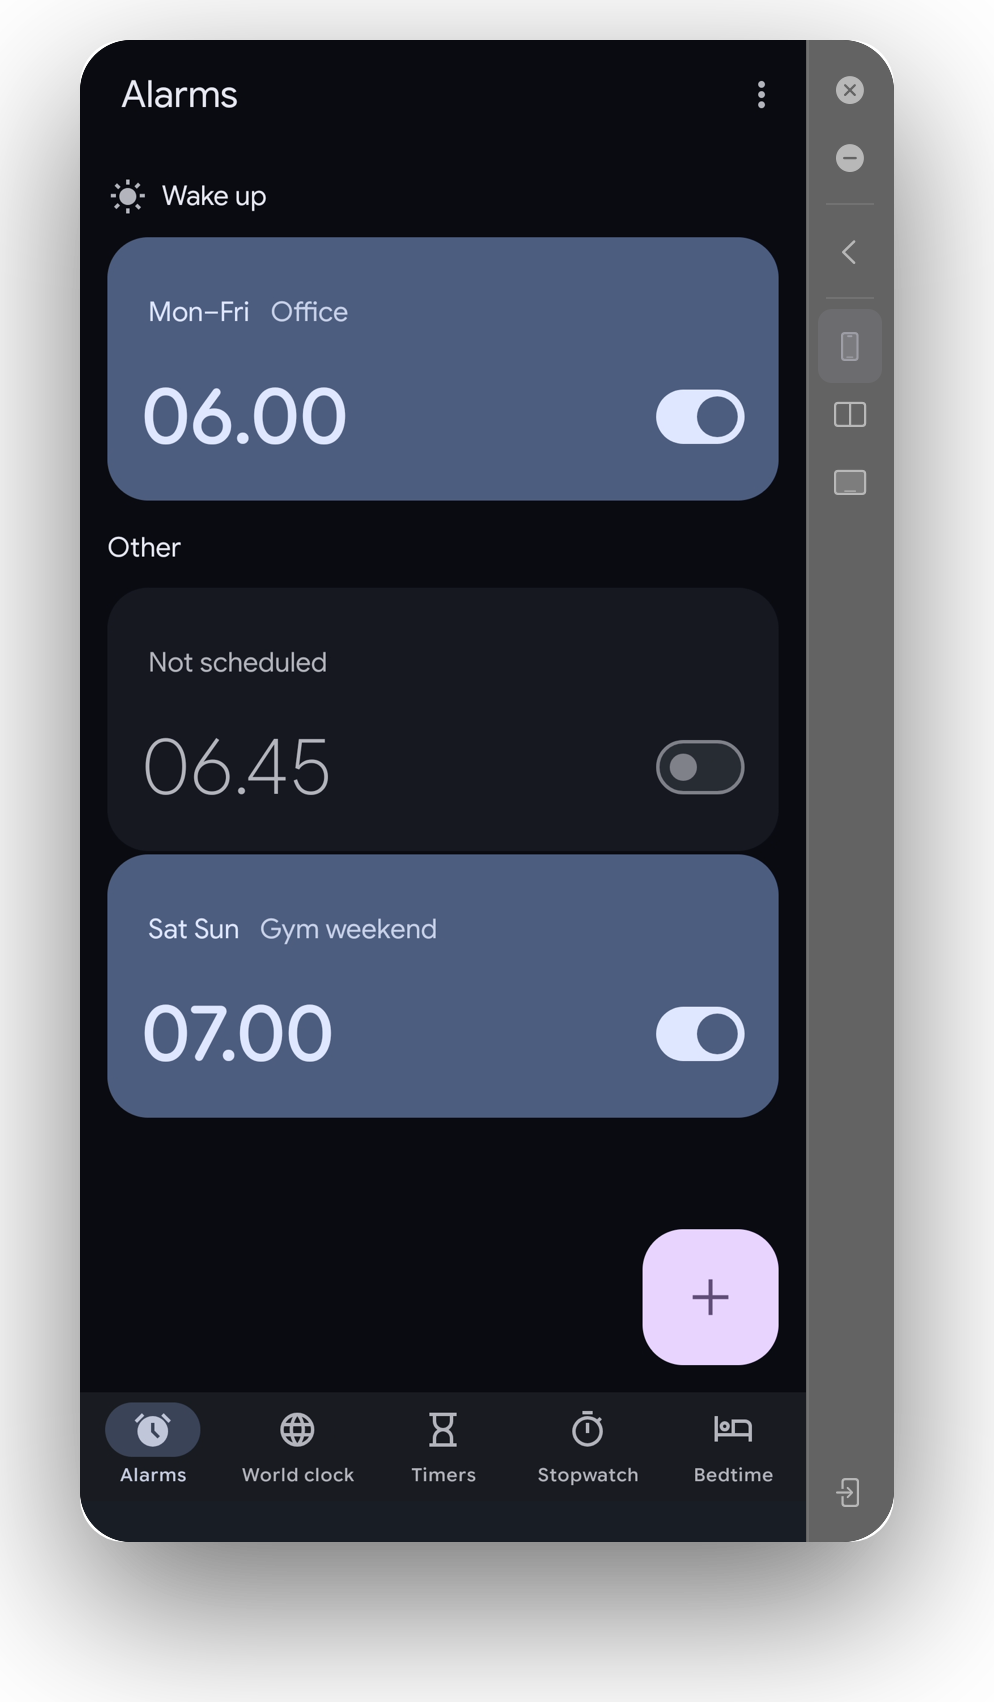 Alarms
Wake up
Mon–Fri Office
06.00
Other
Not scheduled
06.45
Sat Sun Gym weekend
07.00
Alarms World clock Timers Stopwatch Bedtime